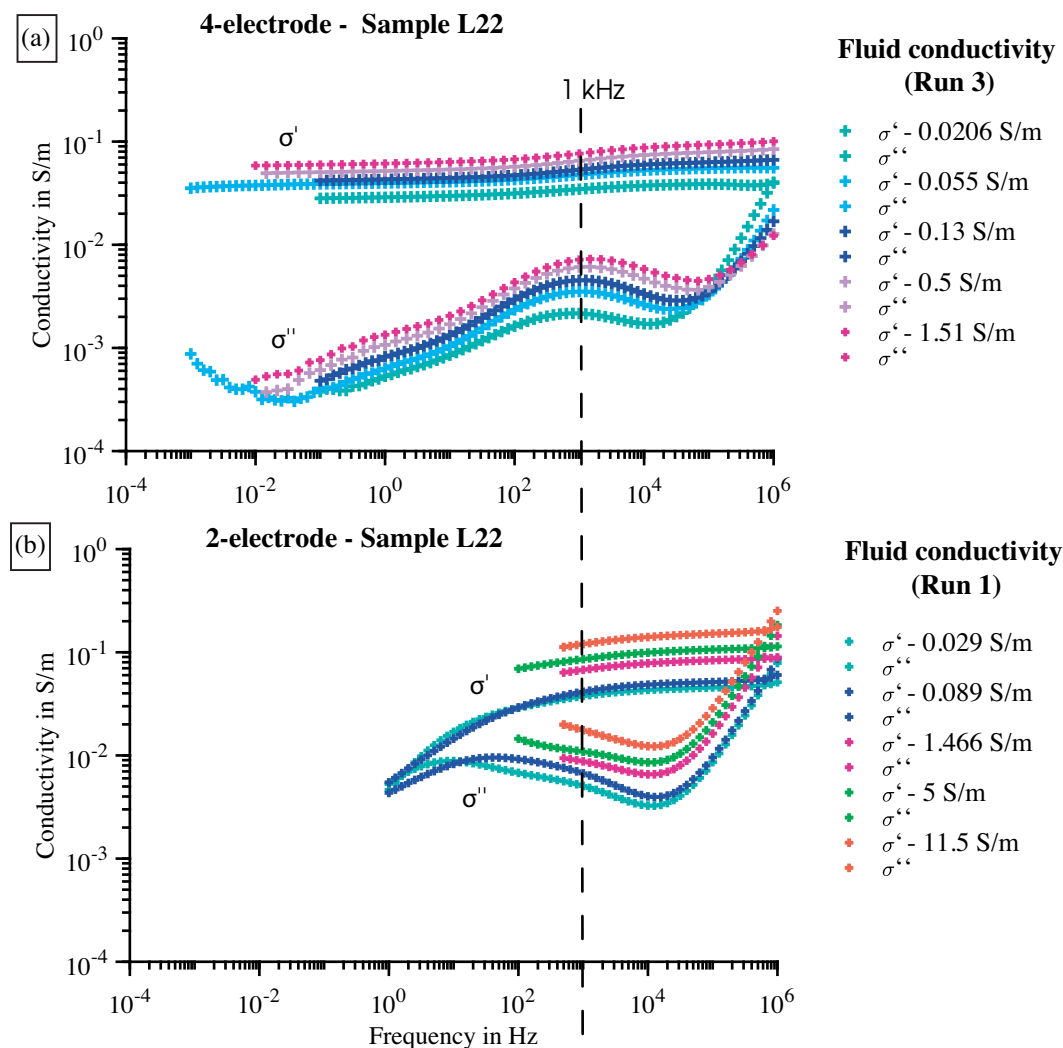 (a)
4-electrode - Sample L22
10^0
10^-1
10^-2
10^-3
10^-4
Conductivity in S/m
σ'
σ''
1 kHz
10^-4
10^-2
10^0
10^2
10^4
10^6
Fluid conductivity
(Run 3)
σ‘ - 0.0206 S/m
σ‘‘
σ‘ - 0.055 S/m
σ‘‘
σ‘ - 0.13 S/m
σ‘‘
σ‘ - 0.5 S/m
σ‘‘
σ‘ - 1.51 S/m
σ‘‘
(b)
2-electrode - Sample L22
10^0
10^-1
10^-2
10^-3
10^-4
Conductivity in S/m
σ'
σ''
10^-4
10^-2
10^0
10^2
10^4
10^6
Frequency in Hz
Fluid conductivity
(Run 1)
σ‘ - 0.029 S/m
σ‘‘
σ‘ - 0.089 S/m
σ‘‘
σ‘ - 1.466 S/m
σ‘‘
σ‘ - 5 S/m
σ‘‘
σ‘ - 11.5 S/m
σ‘‘